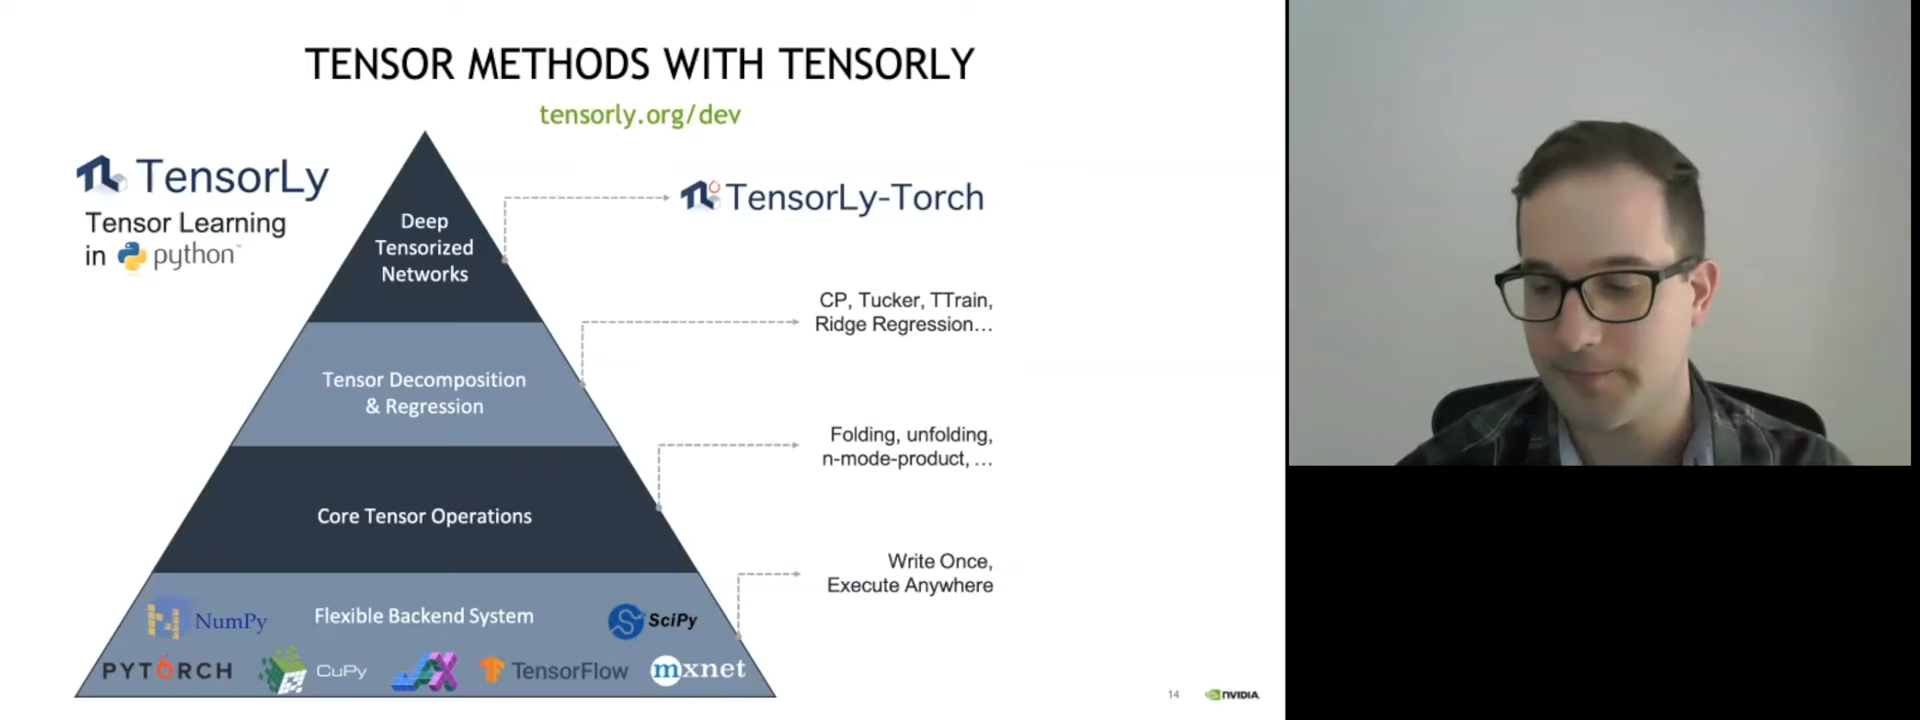 TENSOR METHODS WITH TENSORLY
tensorly.org/dev
TensorLy
Tensor Learning
in python™
Deep
Tensorized
Networks
TensorLy-Torch
CP, Tucker, TTrain,
Ridge Regression...
Tensor Decomposition
& Regression
Folding, unfolding,
n-mode-product, ...
Core Tensor Operations
Write Once,
Execute Anywhere
Flexible Backend System
NumPy
SciPy
PYTORCH
CuPy
JAX
TensorFlow
mxnet
14
NVIDIA